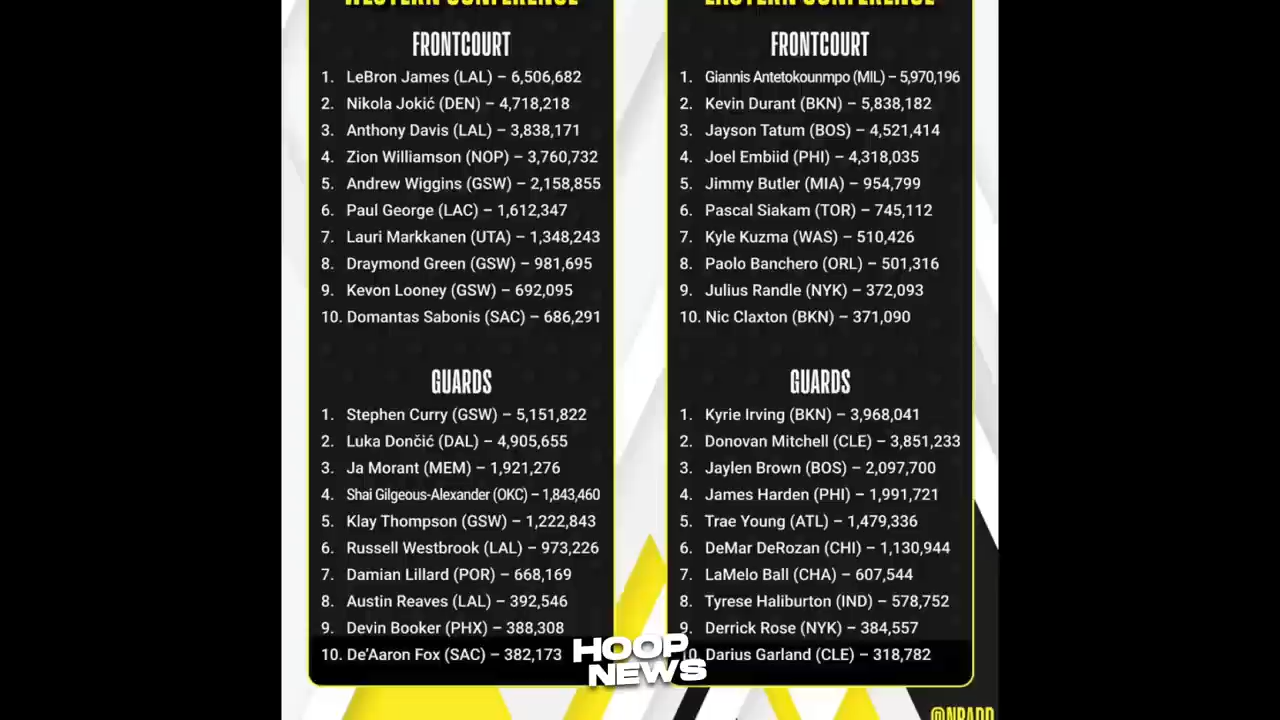 WESTERN CONFERENCE
FRONTCOURT
1. LeBron James (LAL) – 6,506,682
2. Nikola Jokić (DEN) – 4,718,218
3. Anthony Davis (LAL) – 3,838,171
4. Zion Williamson (NOP) – 3,760,732
5. Andrew Wiggins (GSW) – 2,158,855
6. Paul George (LAC) – 1,612,347
7. Lauri Markkanen (UTA) – 1,348,243
8. Draymond Green (GSW) – 981,695
9. Kevon Looney (GSW) – 692,095
10. Domantas Sabonis (SAC) – 686,291
GUARDS
1. Stephen Curry (GSW) – 5,151,822
2. Luka Dončić (DAL) – 4,905,655
3. Ja Morant (MEM) – 1,921,276
4. Shai Gilgeous-Alexander (OKC) – 1,843,460
5. Klay Thompson (GSW) – 1,222,843
6. Russell Westbrook (LAL) – 973,226
7. Damian Lillard (POR) – 668,169
8. Austin Reaves (LAL) – 392,546
9. Devin Booker (PHX) – 388,308
10. De'Aaron Fox (SAC) – 382,173
EASTERN CONFERENCE
FRONTCOURT
1. Giannis Antetokounmpo (MIL) – 5,970,196
2. Kevin Durant (BKN) – 5,838,182
3. Jayson Tatum (BOS) – 4,521,414
4. Joel Embiid (PHI) – 4,318,035
5. Jimmy Butler (MIA) – 954,799
6. Pascal Siakam (TOR) – 745,112
7. Kyle Kuzma (WAS) – 510,426
8. Paolo Banchero (ORL) – 501,316
9. Julius Randle (NYK) – 372,093
10. Nic Claxton (BKN) – 371,090
GUARDS
1. Kyrie Irving (BKN) – 3,968,041
2. Donovan Mitchell (CLE) – 3,851,233
3. Jaylen Brown (BOS) – 2,097,700
4. James Harden (PHI) – 1,991,721
5. Trae Young (ATL) – 1,479,336
6. DeMar DeRozan (CHI) – 1,130,944
7. LaMelo Ball (CHA) – 607,544
8. Tyrese Haliburton (IND) – 578,752
9. Derrick Rose (NYK) – 384,557
10. Darius Garland (CLE) – 318,782
HOOP
NEWS